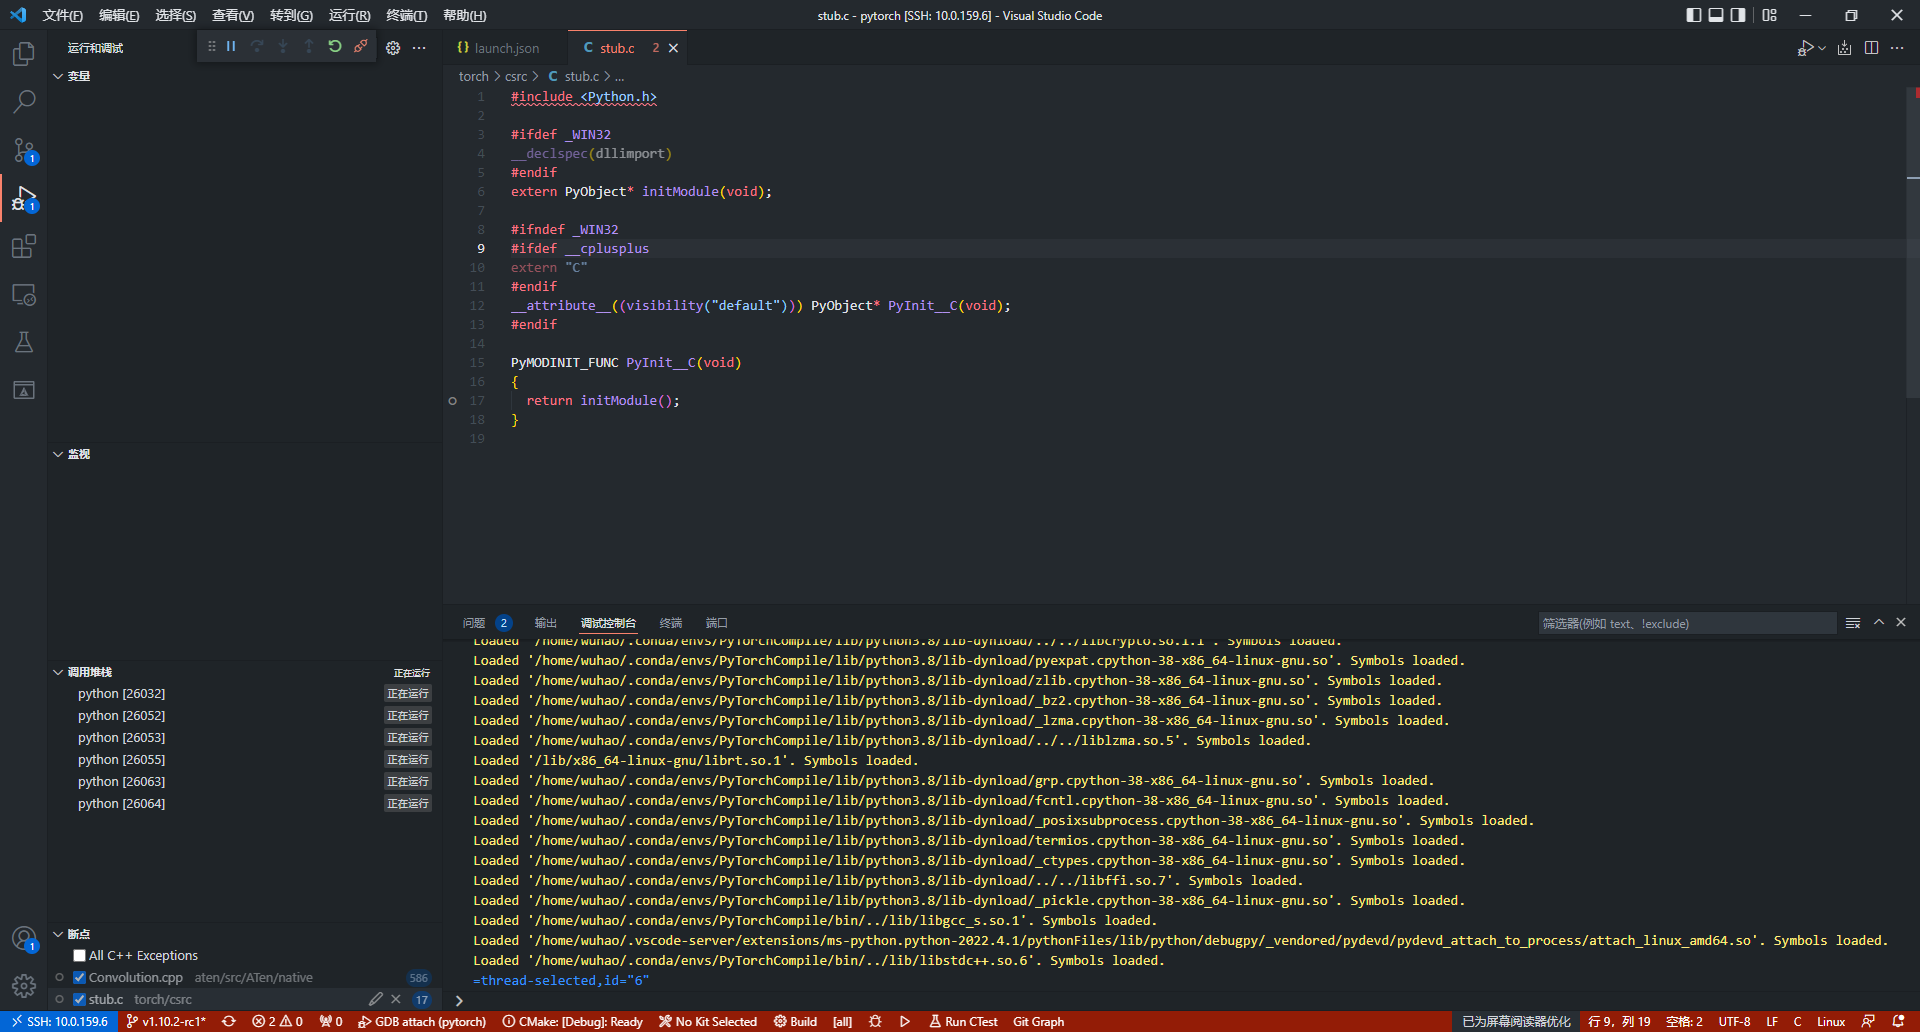 文件(F) 编辑(E) 选择(S) 查看(V) 转到(G) 运行(R) 终端(T) 帮助(H) stub.c - pytorch [SSH: 10.0.159.6] - Visual Studio Code
运行和调试
launch.json
C stub.c 2
torch > csrc > C stub.c > ...
变量
1 #include <Python.h>
2
3 #ifdef _WIN32
4 __declspec(dllimport)
5 #endif
6 extern PyObject* initModule(void);
7
8 #ifndef _WIN32
9 #ifdef __cplusplus
10 extern "C"
11 #endif
12 __attribute__((visibility("default"))) PyObject* PyInit__C(void);
13 #endif
14
15 PyMODINIT_FUNC PyInit__C(void)
16 {
17 return initModule();
18 }
19
监视
调用堆栈 正在运行
python [26032] 正在运行
python [26052] 正在运行
python [26053] 正在运行
python [26055] 正在运行
python [26063] 正在运行
python [26064] 正在运行
断点
All C++ Exceptions
Convolution.cpp aten/src/ATen/native 586
stub.c torch/csrc 17
问题 2 输出 调试控制台 终端 端口 筛选器(例如 text、!exclude)
Loaded '/home/wuhao/.conda/envs/PyTorchCompile/lib/python3.8/lib-dynload/../../libcrypto.so.1.1'. Symbols loaded.
Loaded '/home/wuhao/.conda/envs/PyTorchCompile/lib/python3.8/lib-dynload/pyexpat.cpython-38-x86_64-linux-gnu.so'. Symbols loaded.
Loaded '/home/wuhao/.conda/envs/PyTorchCompile/lib/python3.8/lib-dynload/zlib.cpython-38-x86_64-linux-gnu.so'. Symbols loaded.
Loaded '/home/wuhao/.conda/envs/PyTorchCompile/lib/python3.8/lib-dynload/_bz2.cpython-38-x86_64-linux-gnu.so'. Symbols loaded.
Loaded '/home/wuhao/.conda/envs/PyTorchCompile/lib/python3.8/lib-dynload/_lzma.cpython-38-x86_64-linux-gnu.so'. Symbols loaded.
Loaded '/home/wuhao/.conda/envs/PyTorchCompile/lib/python3.8/lib-dynload/../../liblzma.so.5'. Symbols loaded.
Loaded '/lib/x86_64-linux-gnu/librt.so.1'. Symbols loaded.
Loaded '/home/wuhao/.conda/envs/PyTorchCompile/lib/python3.8/lib-dynload/grp.cpython-38-x86_64-linux-gnu.so'. Symbols loaded.
Loaded '/home/wuhao/.conda/envs/PyTorchCompile/lib/python3.8/lib-dynload/fcntl.cpython-38-x86_64-linux-gnu.so'. Symbols loaded.
Loaded '/home/wuhao/.conda/envs/PyTorchCompile/lib/python3.8/lib-dynload/_posixsubprocess.cpython-38-x86_64-linux-gnu.so'. Symbols loaded.
Loaded '/home/wuhao/.conda/envs/PyTorchCompile/lib/python3.8/lib-dynload/termios.cpython-38-x86_64-linux-gnu.so'. Symbols loaded.
Loaded '/home/wuhao/.conda/envs/PyTorchCompile/lib/python3.8/lib-dynload/_ctypes.cpython-38-x86_64-linux-gnu.so'. Symbols loaded.
Loaded '/home/wuhao/.conda/envs/PyTorchCompile/lib/python3.8/lib-dynload/../../libffi.so.7'. Symbols loaded.
Loaded '/home/wuhao/.conda/envs/PyTorchCompile/lib/python3.8/lib-dynload/_pickle.cpython-38-x86_64-linux-gnu.so'. Symbols loaded.
Loaded '/home/wuhao/.conda/envs/PyTorchCompile/bin/../lib/libgcc_s.so.1'. Symbols loaded.
Loaded '/home/wuhao/.vscode-server/extensions/ms-python.python-2022.4.1/pythonFiles/lib/python/debugpy/_vendored/pydevd/pydevd_attach_to_process/attach_linux_amd64.so'. Symbols loaded.
Loaded '/home/wuhao/.conda/envs/PyTorchCompile/bin/../lib/libstdc++.so.6'. Symbols loaded.
=thread-selected,id="6"
SSH: 10.0.159.6 v1.10.2-rc1* 2 0 0 GDB attach (pytorch) CMake: [Debug]: Ready No Kit Selected Build [all] Run CTest Git Graph 已为屏幕阅读器优化 行 9，列 19 空格: 2 UTF-8 LF C Linux